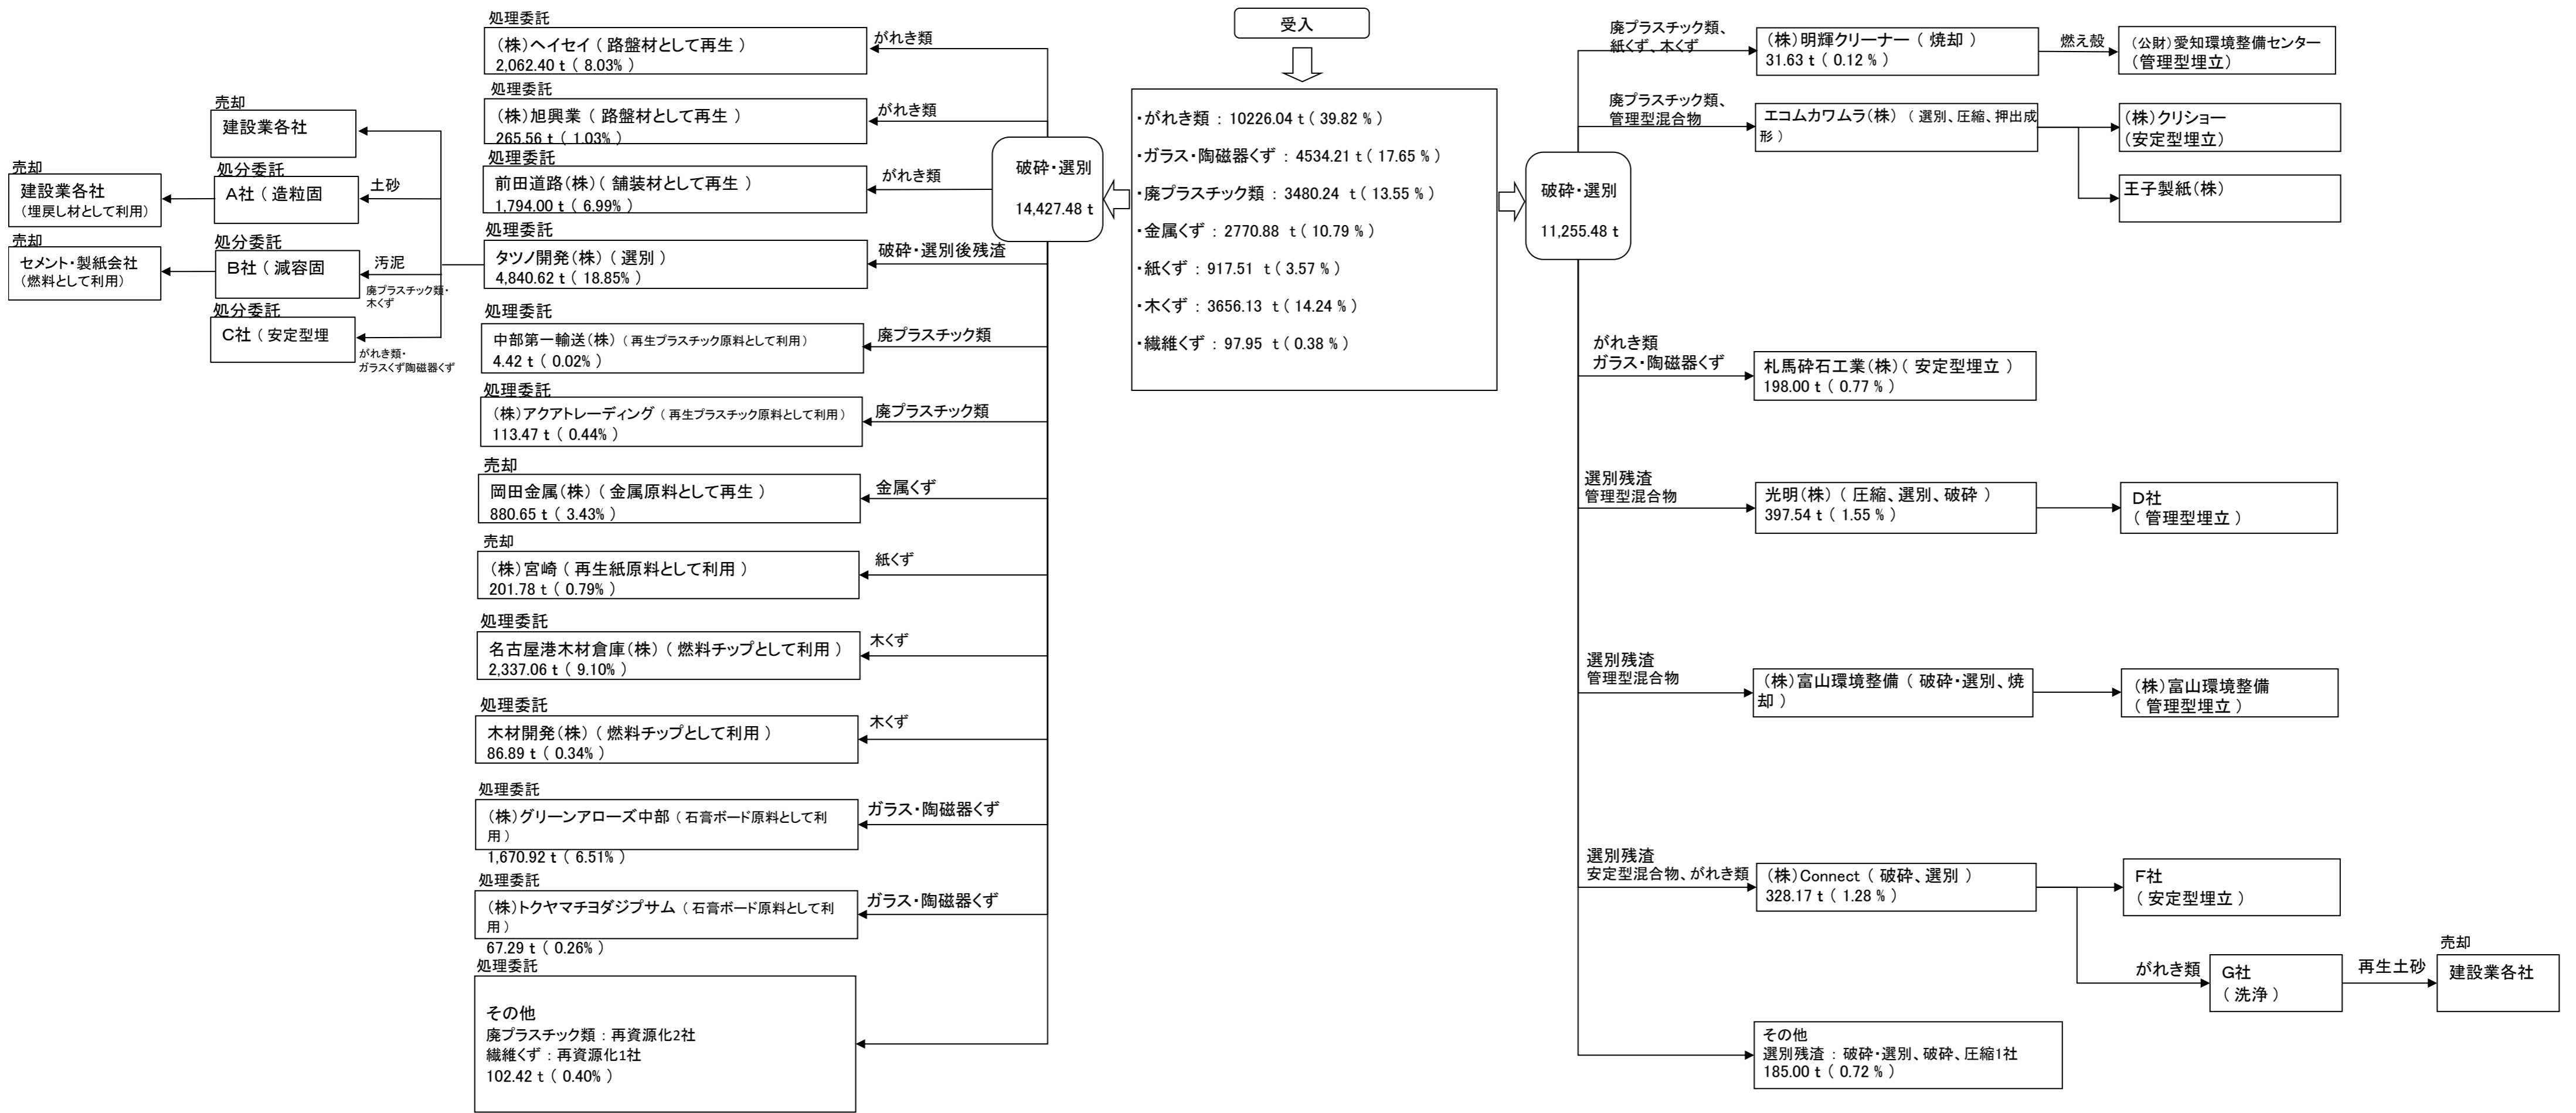 受入
・がれき類 : 10226.04 t ( 39.82 % )
・ガラス・陶磁器くず : 4534.21 t ( 17.65 % )
・廃プラスチック類 : 3480.24 t ( 13.55 % )
・金属くず : 2770.88 t ( 10.79 % )
・紙くず : 917.51 t ( 3.57 % )
・木くず : 3656.13 t ( 14.24 % )
・繊維くず : 97.95 t ( 0.38 % )
破砕・選別
14,427.48 t
処理委託
(株)ヘイセイ ( 路盤材として再生 )
2,062.40 t ( 8.03% )
がれき類
処理委託
(株)旭興業 ( 路盤材として再生 )
265.56 t ( 1.03% )
がれき類
処理委託
前田道路(株) ( 舗装材として再生 )
1,794.00 t ( 6.99% )
がれき類
処理委託
タツノ開発(株) ( 選別 )
4,840.62 t ( 18.85% )
破砕・選別後残渣
売却
建設業各社
処分委託
A社 ( 造粒固
土砂
売却
建設業各社
(埋戻し材として利用)
処分委託
B社 ( 減容固
汚泥
廃プラスチック類・
木くず
売却
セメント・製紙会社
(燃料として利用)
処分委託
C社 ( 安定型埋
がれき類・
ガラスくず陶磁器くず
処理委託
中部第一輸送(株) ( 再生プラスチック原料として利用 )
4.42 t ( 0.02% )
廃プラスチック類
処理委託
(株)アクアトレーディング ( 再生プラスチック原料として利用 )
113.47 t ( 0.44% )
廃プラスチック類
売却
岡田金属(株) ( 金属原料として再生 )
880.65 t ( 3.43% )
金属くず
売却
(株)宮崎 ( 再生紙原料として利用 )
201.78 t ( 0.79% )
紙くず
処理委託
名古屋港木材倉庫(株) ( 燃料チップとして利用 )
2,337.06 t ( 9.10% )
木くず
処理委託
木材開発(株) ( 燃料チップとして利用 )
86.89 t ( 0.34% )
木くず
処理委託
(株)グリーンアローズ中部 ( 石膏ボード原料として利
用 )
1,670.92 t ( 6.51% )
ガラス・陶磁器くず
処理委託
(株)トクヤマチヨダジプサム ( 石膏ボード原料として利
用 )
67.29 t ( 0.26% )
ガラス・陶磁器くず
処理委託
その他
廃プラスチック類 : 再資源化2社
繊維くず : 再資源化1社
102.42 t ( 0.40% )
破砕・選別
11,255.48 t
廃プラスチック類、
紙くず、木くず
(株)明輝クリーナー ( 焼却 )
31.63 t ( 0.12 % )
燃え殻
(公財)愛知環境整備センター
(管理型埋立)
廃プラスチック類、
管理型混合物
エコムカワムラ(株) ( 選別、圧縮、押出成
形 )
(株)クリショー
(安定型埋立)
王子製紙(株)
がれき類
ガラス・陶磁器くず
札馬砕石工業(株) ( 安定型埋立 )
198.00 t ( 0.77 % )
選別残渣
管理型混合物
光明(株) ( 圧縮、選別、破砕 )
397.54 t ( 1.55 % )
D社
( 管理型埋立 )
選別残渣
管理型混合物
(株)富山環境整備 ( 破砕・選別、焼
却 )
(株)富山環境整備
( 管理型埋立 )
選別残渣
安定型混合物、がれき類
(株)Connect ( 破砕、選別 )
328.17 t ( 1.28 % )
F社
( 安定型埋立 )
がれき類
G社
( 洗浄 )
再生土砂
売却
建設業各社
その他
選別残渣 : 破砕・選別、破砕、圧縮1社
185.00 t ( 0.72 % )